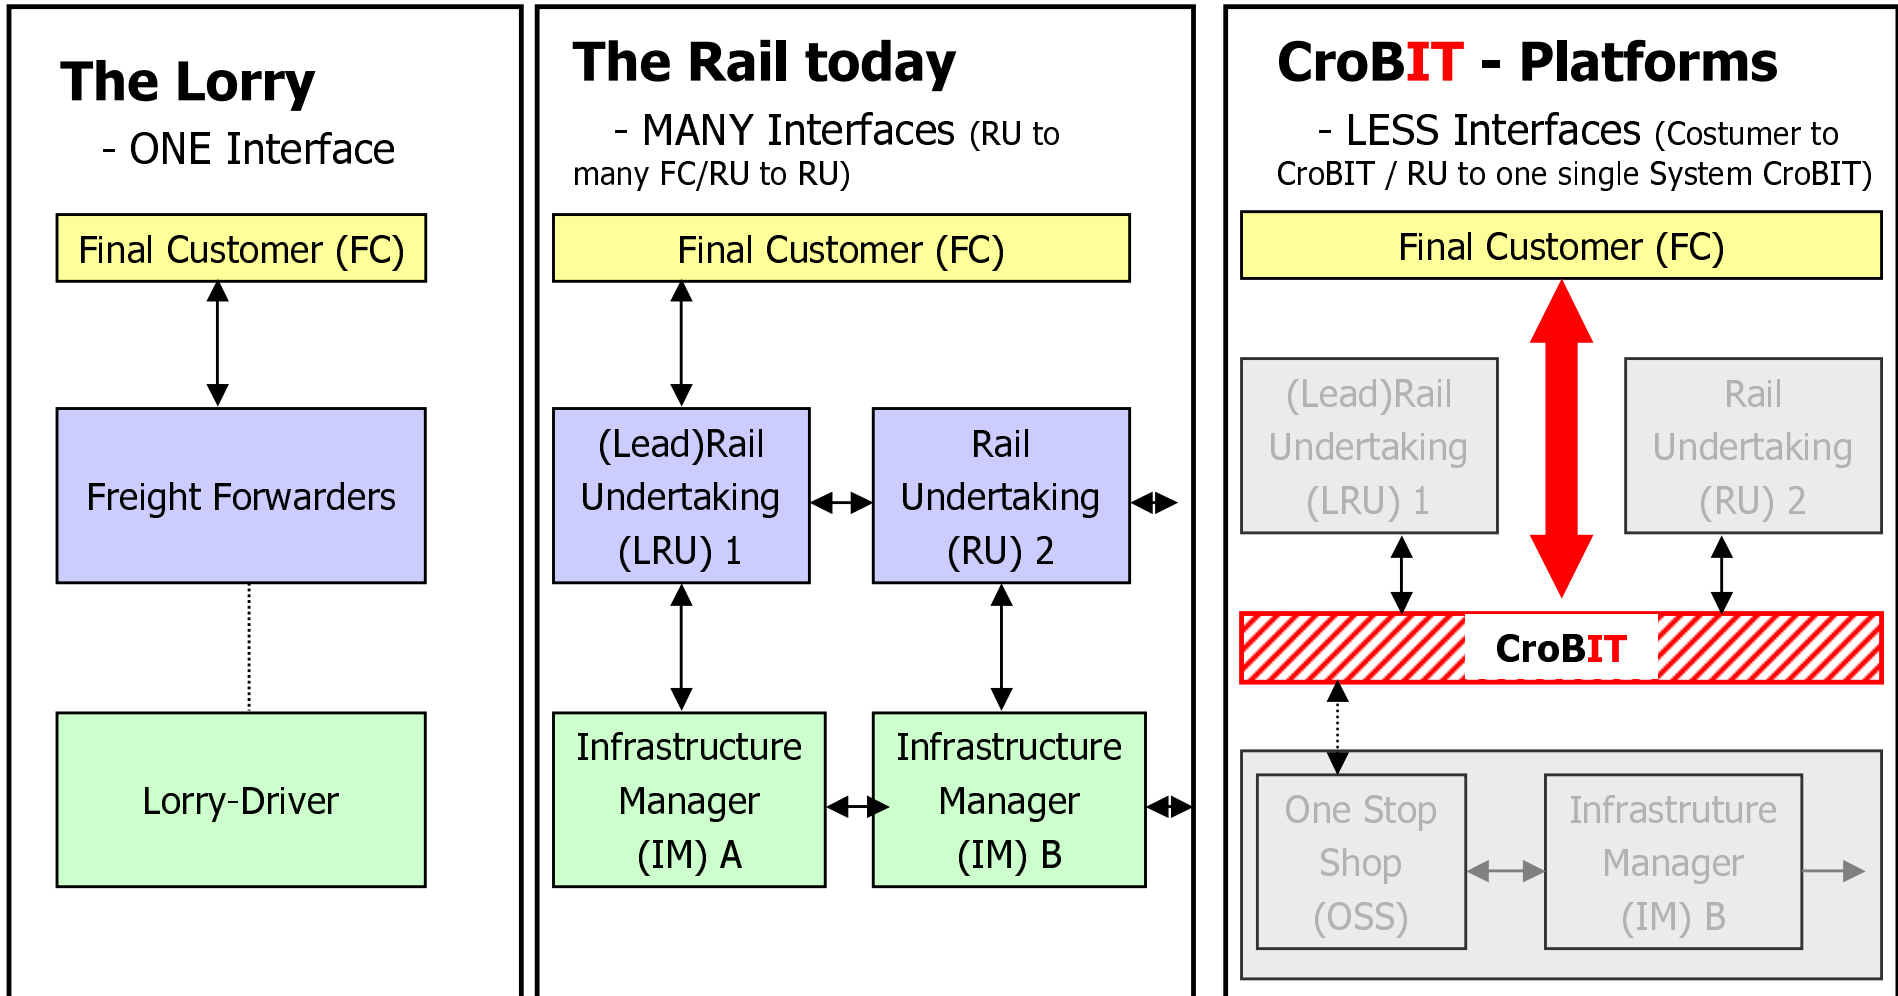 The Lorry
- ONE Interface
Final Customer (FC)
Freight Forwarders
Lorry-Driver
The Rail today
- MANY Interfaces (RU to
many FC/RU to RU)
Final Customer (FC)
(Lead)Rail
Undertaking
(LRU) 1
Rail
Undertaking
(RU) 2
Infrastructure
Manager
(IM) A
Infrastructure
Manager
(IM) B
CroBIT - Platforms
- LESS Interfaces (Costumer to
CroBIT / RU to one single System CroBIT)
Final Customer (FC)
(Lead)Rail
Undertaking
(LRU) 1
Rail
Undertaking
(RU) 2
CroBIT
One Stop
Shop
(OSS)
Infrastruture
Manager
(IM) B